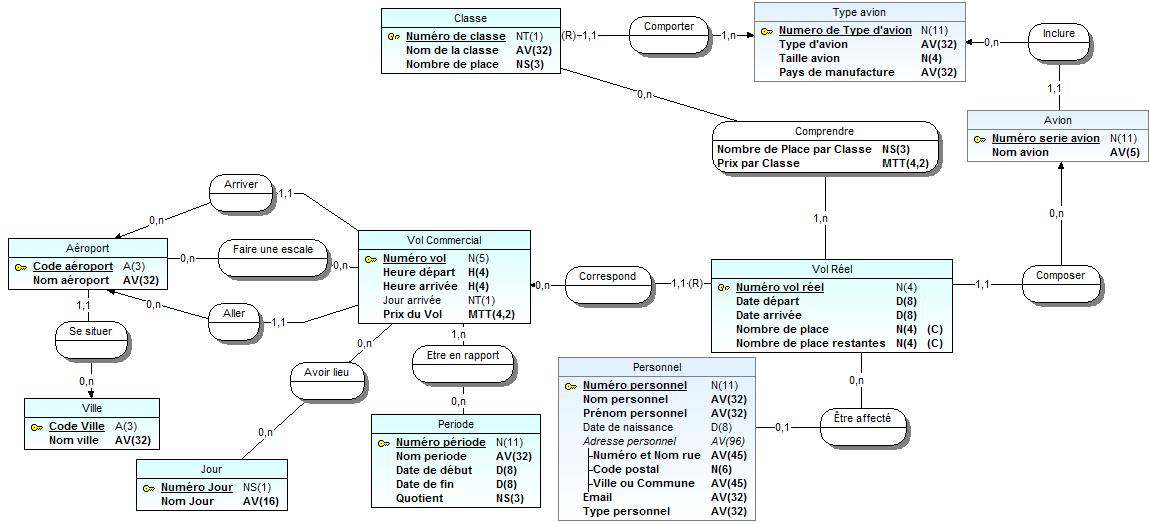 Classe
Numéro de classe NT(1)
Nom de la classe AV(32)
Nombre de place NS(3)
(R)-1,1
Comporter
1,n
Type avion
Numero de Type d'avion N(11)
Type d'avion AV(32)
Taille avion N(4)
Pays de manufacture AV(32)
0,n
Inclure
1,1
0,n
Comprendre
Nombre de Place par Classe NS(3)
Prix par Classe MTT(4,2)
1,n
Avion
Numéro serie avion N(11)
Nom avion AV(5)
0,n
Arriver
1,1
0,n
Aéroport
Code aéroport A(3)
Nom aéroport AV(32)
0,n
Faire une escale
0,n
Vol Commercial
Numéro vol N(5)
Heure départ H(4)
Heure arrivée H(4)
Jour arrivée NT(1)
Prix du Vol MTT(4,2)
0,n
Correspond
1,1-(R)
Vol Réel
Numéro vol réel N(4)
Date départ D(8)
Date arrivée D(8)
Nombre de place N(4) (C)
Nombre de place restantes N(4) (C)
1,1
Composer
0,n
Aller
1,1
1,1
Se situer
0,n
Ville
Code Ville A(3)
Nom ville AV(32)
0,n
Avoir lieu
0,n
Jour
Numéro Jour NS(1)
Nom Jour AV(16)
1,n
Etre en rapport
0,n
Periode
Numéro période N(11)
Nom periode AV(32)
Date de début D(8)
Date de fin D(8)
Quotient NS(3)
Personnel
Numéro personnel N(11)
Nom personnel AV(32)
Prénom personnel AV(32)
Date de naissance D(8)
Adresse personnel AV(96)
Numéro et Nom rue AV(45)
Code postal N(6)
Ville ou Commune AV(45)
Email AV(32)
Type personnel AV(32)
0,1
Être affecté
0,n